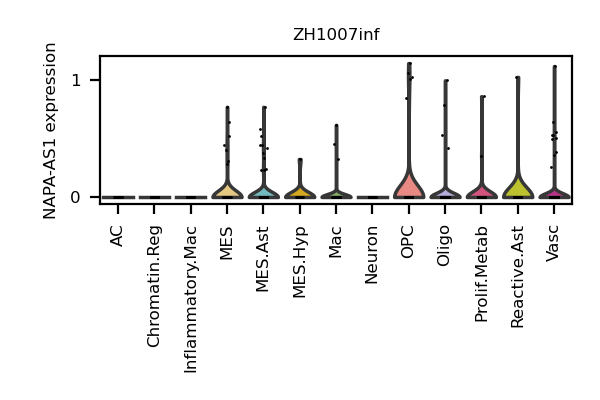 ZH1007inf
NAPA-AS1 expression
1
0
AC
Chromatin.Reg
Inflammatory.Mac
MES
MES.Ast
MES.Hyp
Mac
Neuron
OPC
Oligo
Prolif.Metab
Reactive.Ast
Vasc